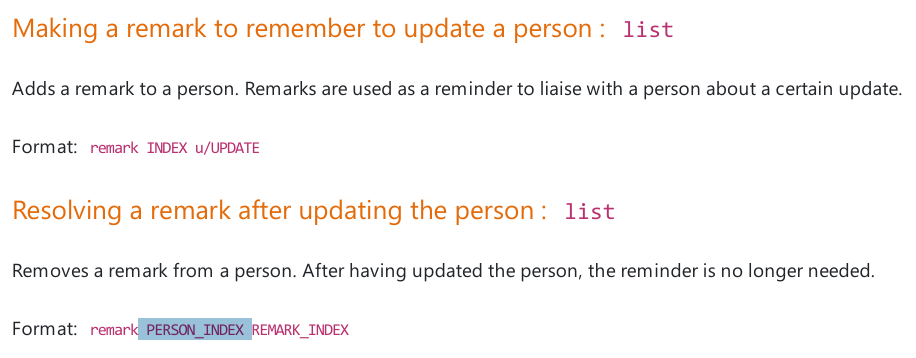 Making a remark to remember to update a person : list
Adds a remark to a person. Remarks are used as a reminder to liaise with a person about a certain update.
Format: remark INDEX u/UPDATE
Resolving a remark after updating the person : list
Removes a remark from a person. After having updated the person, the reminder is no longer needed.
Format: remark PERSON_INDEX REMARK_INDEX